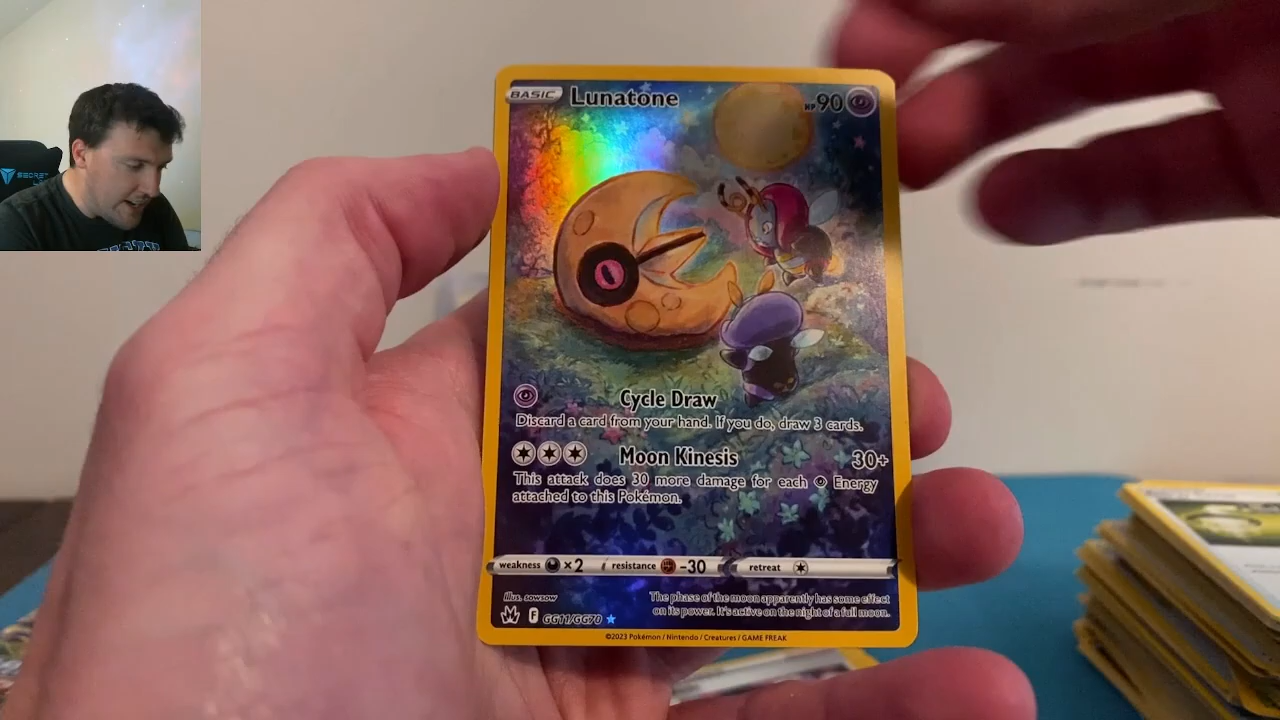 SECRET
BASIC Lunatone HP 90
Cycle Draw
Discard a card from your hand. If you do, draw 3 cards.
Moon Kinesis 30+
This attack does 30 more damage for each Energy
attached to this Pokémon.
weakness ×2 resistance -30 retreat
Illus. sowsow
The phase of the moon apparently has some effect
on its power. It's active on the night of a full moon.
F GG11/GG70
©2023 Pokémon / Nintendo / Creatures / GAME FREAK